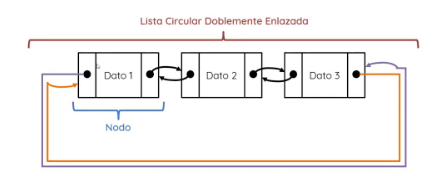 Lista Circular Doblemente Enlazada
Dato 1
Dato 2
Dato 3
Nodo